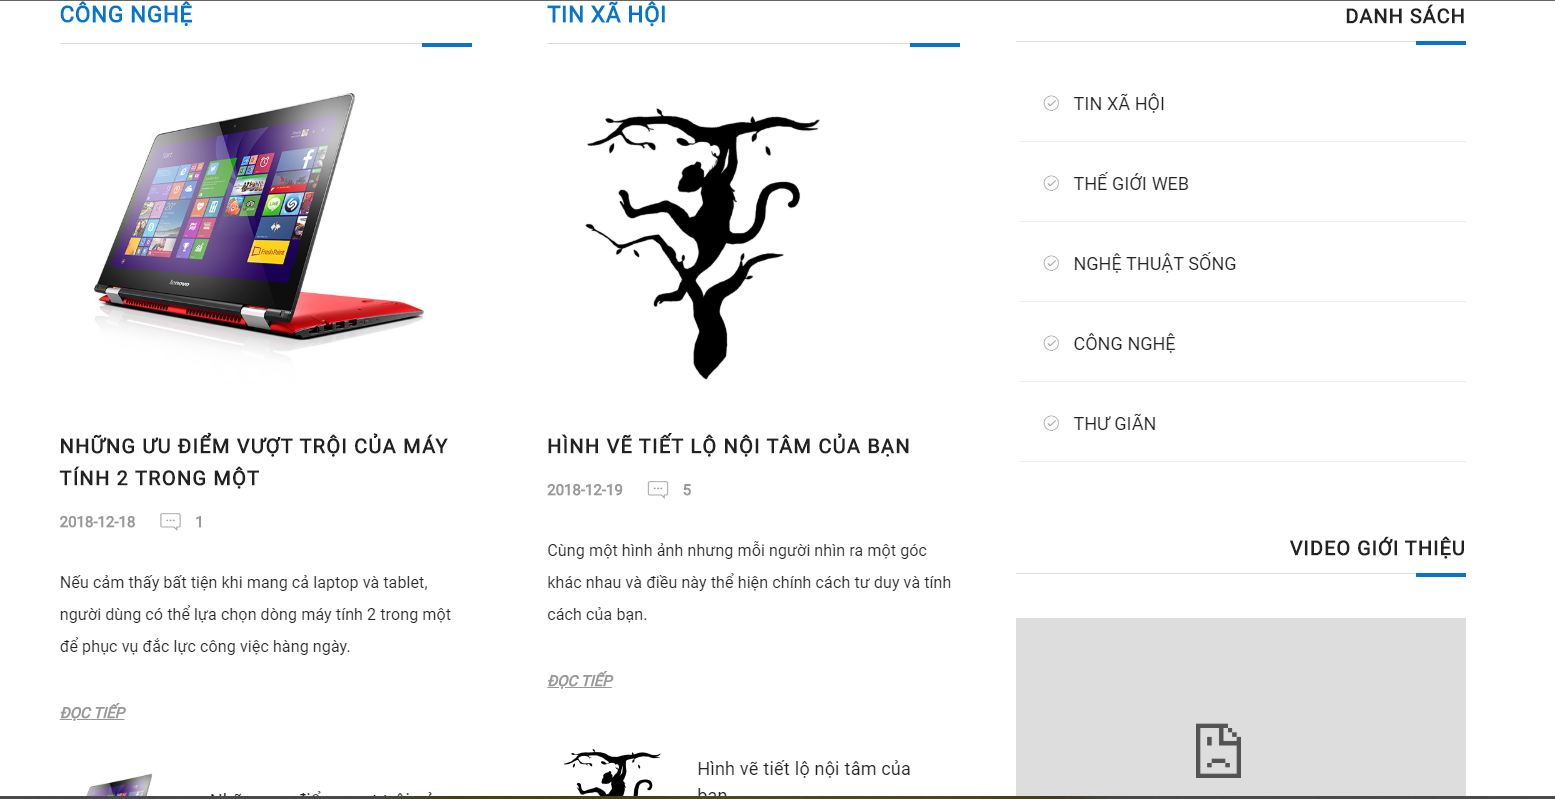 CÔNG NGHỆ
NHỮNG ƯU ĐIỂM VƯỢT TRỘI CỦA MÁY
TÍNH 2 TRONG MỘT
2018-12-18 1
Nếu cảm thấy bất tiện khi mang cả laptop và tablet,
người dùng có thể lựa chọn dòng máy tính 2 trong một
để phục vụ đắc lực công việc hàng ngày.
ĐỌC TIẾP
TIN XÃ HỘI
HÌNH VẼ TIẾT LỘ NỘI TÂM CỦA BẠN
2018-12-19 5
Cùng một hình ảnh nhưng mỗi người nhìn ra một góc
khác nhau và điều này thể hiện chính cách tư duy và tính
cách của bạn.
ĐỌC TIẾP
Hình vẽ tiết lộ nội tâm của
bạn
DANH SÁCH
TIN XÃ HỘI
THẾ GIỚI WEB
NGHỆ THUẬT SỐNG
CÔNG NGHỆ
THƯ GIÃN
VIDEO GIỚI THIỆU